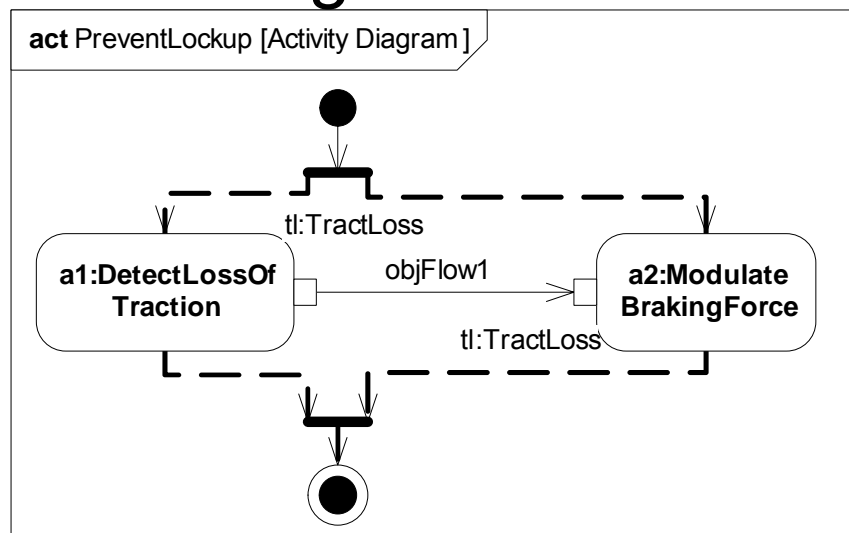 act PreventLockup [Activity Diagram ]
tl:TractLoss
a1:DetectLossOf
Traction
objFlow1
a2:Modulate
BrakingForce
tl:TractLoss